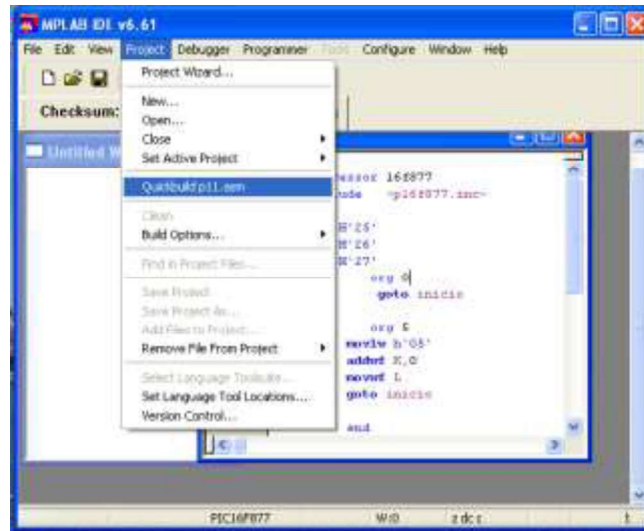 MPLAB IDE v6.61
File Edit View Project Debugger Programmer Tools Configure Window Help
Checksum:
Project Wizard...
New...
Open...
Close
Set Active Project
Quickbuild p11.asm
Clean
Build Options...
Find in Project Files...
Save Project
Save Project As...
Add Files to Project...
Remove File From Project
Select Language Toolsuite...
Set Language Tool Locations...
Version Control...
Untitled W
essor 16f877
ude <p16f877.inc>
H'25'
H'26'
H'27'
org 0
goto inicio
org 5
movlw h'05'
addwf K,0
movwf L
goto inicio
end
PIC16F877 W:0 z dc c